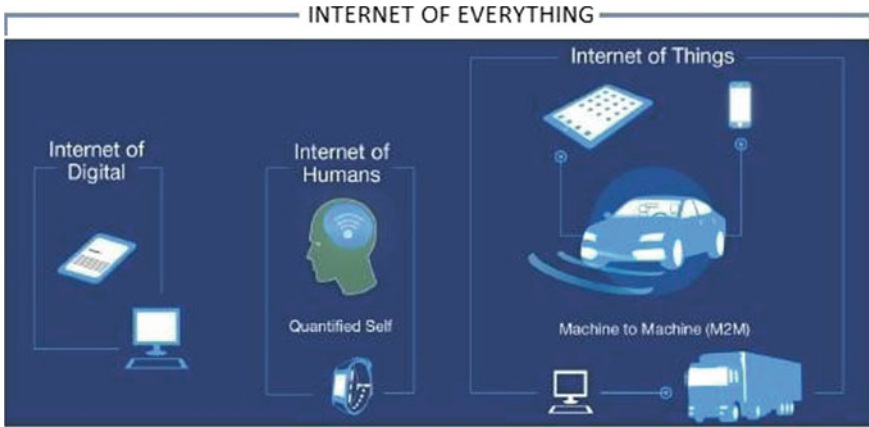 INTERNET OF EVERYTHING
Internet of Things
Internet of
Digital
Internet of
Humans
Quantified Self
Machine to Machine (M2M)